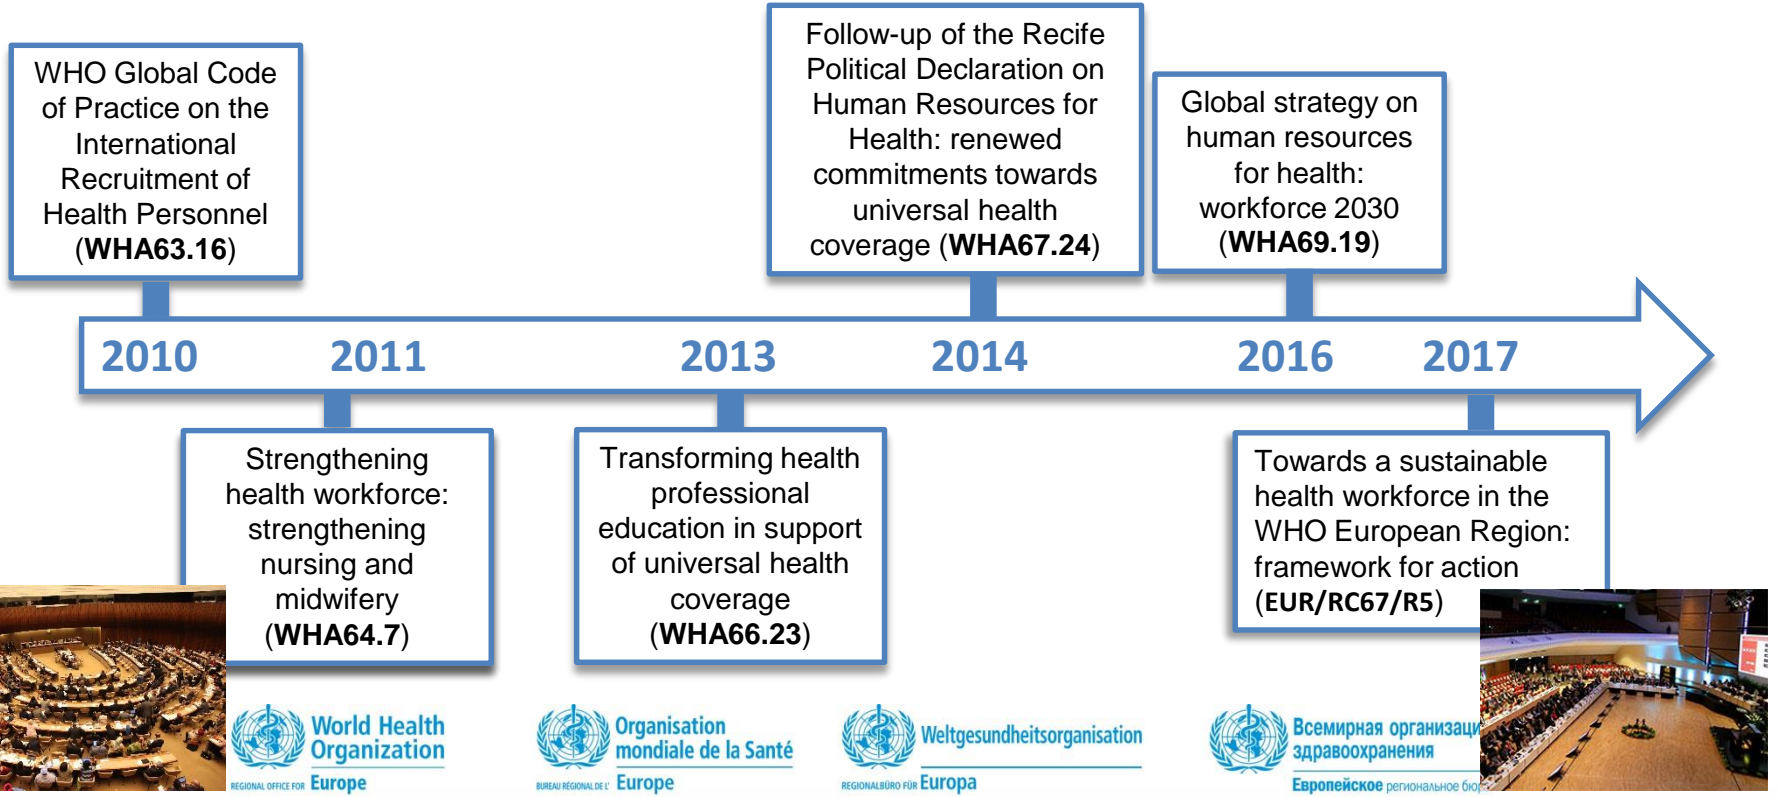 WHO Global Code
of Practice on the
International
Recruitment of
Health Personnel
(WHA63.16)
Follow-up of the Recife
Political Declaration on
Human Resources for
Health: renewed
commitments towards
universal health
coverage (WHA67.24)
Global strategy on
human resources
for health:
workforce 2030
(WHA69.19)
2010
2011
2013
2014
2016
2017
Strengthening
health workforce:
strengthening
nursing and
midwifery
(WHA64.7)
Transforming health
professional
education in support
of universal health
coverage
(WHA66.23)
Towards a sustainable
health workforce in the
WHO European Region:
framework for action
(EUR/RC67/R5)
World Health
Organization
REGIONAL OFFICE FOR Europe
Organisation
mondiale de la Santé
BUREAU RÉGIONAL DE L' Europe
Weltgesundheitsorganisation
REGIONALBÜRO FÜR Europa
Всемирная организаци
здравоохранения
Европейское региональное бю